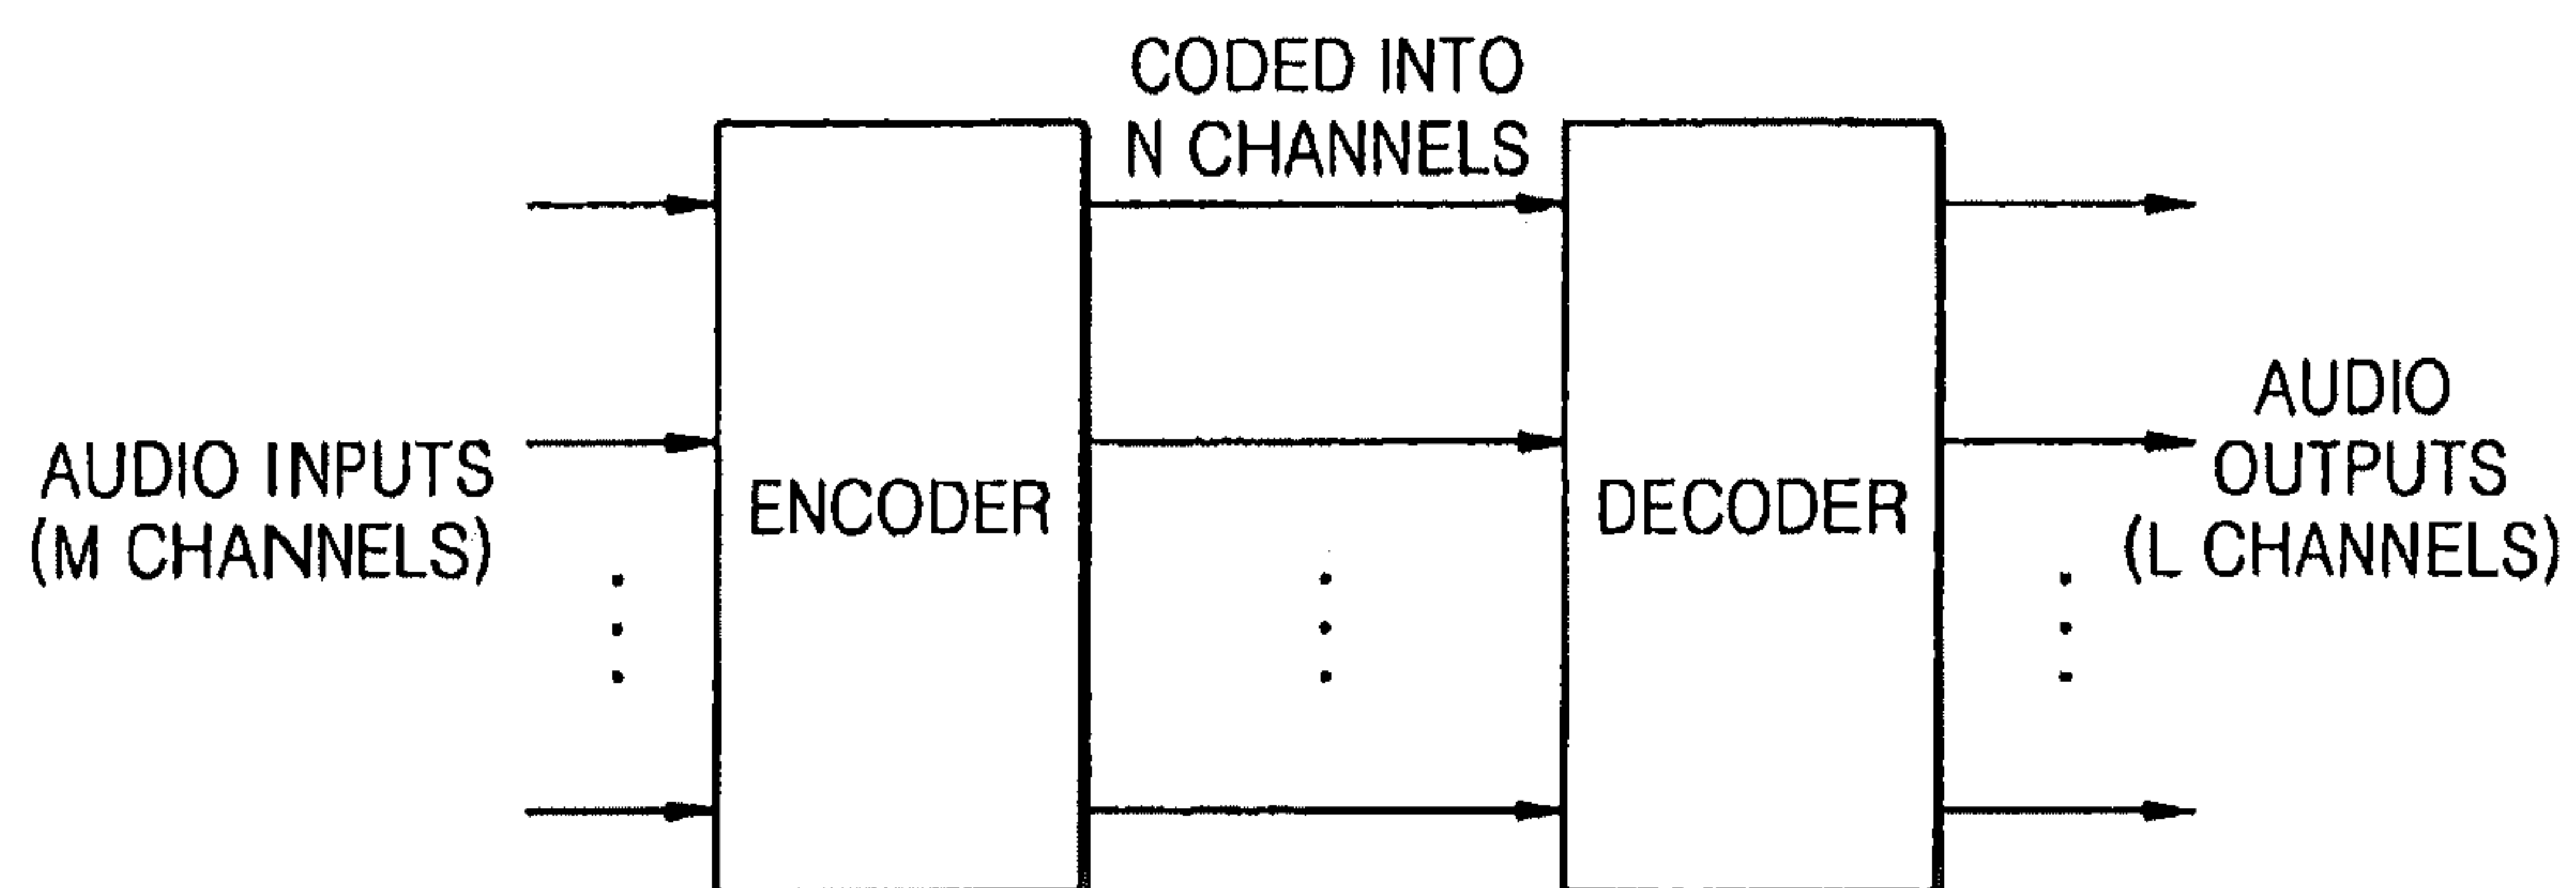 CODED INTO
N CHANNELS
AUDIO INPUTS
(M CHANNELS)
ENCODER
DECODER
AUDIO
OUTPUTS
(L CHANNELS)